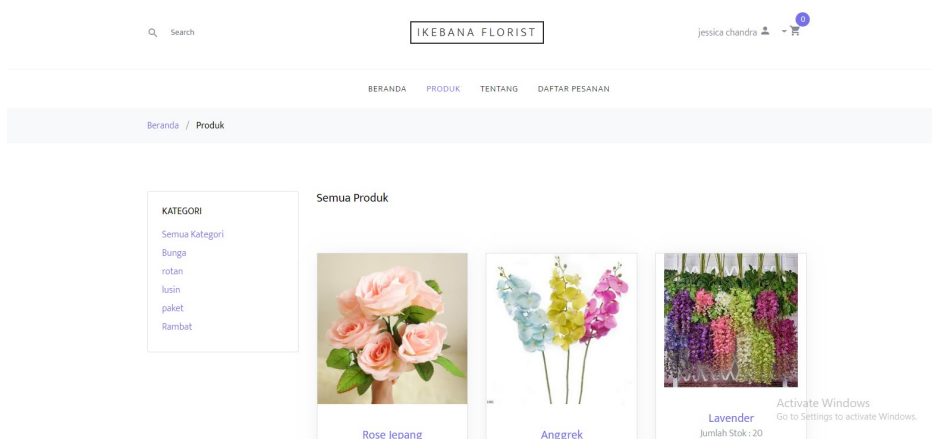 Search
IKEBANA FLORIST
jessica chandra
0
BERANDA PRODUK TENTANG DAFTAR PESANAN
Beranda / Produk
KATEGORI
Semua Kategori
Bunga
rotan
lusin
paket
Rambat
Semua Produk
Rose Jepang
Anggrek
Lavender
Jumlah Stok : 20
Activate Windows
Go to Settings to activate Windows.